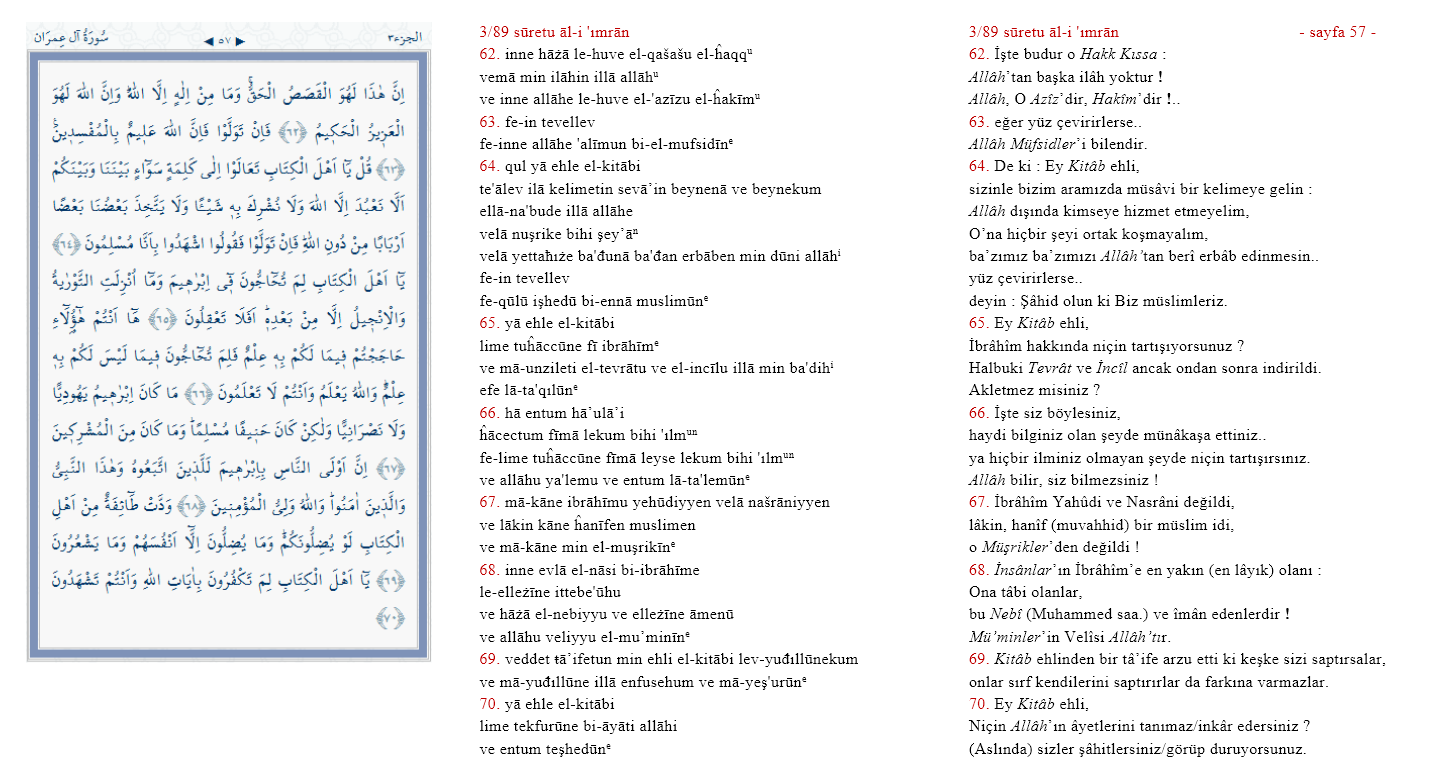 الجزء٣
◀ ٥٧ ▶
سُورَةُ آلِ عِمرَان
اِنَّ هٰذَا لَهُوَ الْقَصَصُ الْحَقُّۚ وَمَا مِنْ اِلٰهٍ اِلَّا اللّٰهُۜ وَاِنَّ اللّٰهَ لَهُوَ
الْعَز۪يزُ الْحَك۪يمُ ﴿٦٢﴾ فَاِنْ تَوَلَّوْا فَاِنَّ اللّٰهَ عَل۪يمٌ بِالْمُفْسِد۪ينَ۟
﴿٦٣﴾ قُلْ يَٓا اَهْلَ الْكِتَابِ تَعَالَوْا اِلٰى كَلِمَةٍ سَوَٓاءٍ بَيْنَنَا وَبَيْنَكُمْ
اَلَّا نَعْبُدَ اِلَّا اللّٰهَ وَلَا نُشْرِكَ بِه۪ شَيْـًٔا وَلَا يَتَّخِذَ بَعْضُنَا بَعْضًا
اَرْبَابًا مِنْ دُونِ اللّٰهِۜ فَاِنْ تَوَلَّوْا فَقُولُوا اشْهَدُوا بِاَنَّا مُسْلِمُونَ ﴿٦٤﴾
يَٓا اَهْلَ الْكِتَابِ لِمَ تُحَٓاجُّونَ ف۪ٓي اِبْرٰه۪يمَ وَمَٓا اُنْزِلَتِ التَّوْرٰيةُ
وَالْاِنْج۪يلُ اِلَّا مِنْ بَعْدِه۪ۜ اَفَلَا تَعْقِلُونَ ﴿٦٥﴾ هَٓا اَنْتُمْ هٰٓؤُ۬لَٓاءِ
حَاجَجْتُمْ ف۪يمَا لَكُمْ بِه۪ عِلْمٌ فَلِمَ تُحَٓاجُّونَ ف۪يمَا لَيْسَ لَكُمْ بِه۪
عِلْمٌۜ وَاللّٰهُ يَعْلَمُ وَاَنْتُمْ لَا تَعْلَمُونَ ﴿٦٦﴾ مَا كَانَ اِبْرٰه۪يمُ يَهُودِيًّا
وَلَا نَصْرَانِيًّا وَلٰكِنْ كَانَ حَن۪يفًا مُسْلِمًاۜ وَمَا كَانَ مِنَ الْمُشْرِك۪ينَ
﴿٦٧﴾ اِنَّ اَوْلَى النَّاسِ بِاِبْرٰه۪يمَ لَلَّذ۪ينَ اتَّبَعُوهُ وَهٰذَا النَّبِيُّ
وَالَّذ۪ينَ اٰمَنُواۜ وَاللّٰهُ وَلِيُّ الْمُؤْمِن۪ينَ ﴿٦٨﴾ وَدَّتْ طَٓائِفَةٌ مِنْ اَهْلِ
الْكِتَابِ لَوْ يُضِلُّونَكُمْۜ وَمَا يُضِلُّونَ اِلَّٓا اَنْفُسَهُمْ وَمَا يَشْعُرُونَ
﴿٦٩﴾ يَٓا اَهْلَ الْكِتَابِ لِمَ تَكْفُرُونَ بِاٰيَاتِ اللّٰهِ وَاَنْتُمْ تَشْهَدُونَ
﴿٧٠﴾
3/89 sūretu āl-i 'ımrān
62. inne hāżā le-huve el-qašašu el-ĥaqqᵘ
vemā min ilāhin illā allāhᵘ
ve inne allāhe le-huve el-'azīzu el-ĥakīmᵘ
63. fe-in tevellev
fe-inne allāhe 'alīmun bi-el-mufsidīnᵉ
64. qul yā ehle el-kitābi
te'ālev ilā kelimetin sevā’in beynenā ve beynekum
ellā-na'bude illā allāhe
velā nuşrike bihi şey’āⁿ
velā yettaħıże ba'đunā ba'đan erbāben min dūni allāhⁱ
fe-in tevellev
fe-qūlū işhedū bi-ennā muslimūnᵉ
65. yā ehle el-kitābi
lime tuĥāccūne fī ibrāhīmᵉ
ve mā-unzileti el-tevrātu ve el-incīlu illā min ba'dihⁱ
efe lā-ta'qılūnᵉ
66. hā entum hā’ulā’i
ĥācectum fīmā lekum bihi 'ılmᵘⁿ
fe-lime tuĥāccūne fīmā leyse lekum bihi 'ılmᵘⁿ
ve allāhu ya'lemu ve entum lā-ta'lemūnᵉ
67. mā-kāne ibrāhīmu yehūdiyyen velā našrāniyyen
ve lākin kāne ĥanīfen muslimen
ve mā-kāne min el-muşrikīnᵉ
68. inne evlā el-nāsi bi-ibrāhīme
le-elleżīne ittebe'ūhu
ve hāżā el-nebiyyu ve elleżīne āmenū
ve allāhu veliyyu el-mu’minīnᵉ
69. veddet ŧā’ifetun min ehli el-kitābi lev-yuđıllūnekum
ve mā-yuđıllūne illā enfusehum ve mā-yeş'urūnᵉ
70. yā ehle el-kitābi
lime tekfurūne bi-āyāti allāhi
ve entum teşhedūnᵉ
3/89 sūretu āl-i 'ımrān - sayfa 57 -
62. İşte budur o Hakk Kıssa :
Allâh’tan başka ilâh yoktur !
Allâh, O Azîz’dir, Hakîm’dir !..
63. eğer yüz çevirirlerse..
Allâh Müfsidler’i bilendir.
64. De ki : Ey Kitâb ehli,
sizinle bizim aramızda müsâvi bir kelimeye gelin :
Allâh dışında kimseye hizmet etmeyelim,
O’na hiçbir şeyi ortak koşmayalım,
ba’zımız ba’zımızı Allâh’tan berî erbâb edinmesin..
yüz çevirirlerse..
deyin : Şâhid olun ki Biz müslimleriz.
65. Ey Kitâb ehli,
İbrâhîm hakkında niçin tartışıyorsunuz ?
Halbuki Tevrât ve İncîl ancak ondan sonra indirildi.
Akletmez misiniz ?
66. İşte siz böylesiniz,
haydi bilginiz olan şeyde münâkaşa ettiniz..
ya hiçbir ilminiz olmayan şeyde niçin tartışırsınız.
Allâh bilir, siz bilmezsiniz !
67. İbrâhîm Yahûdi ve Nasrâni değildi,
lâkin, hanîf (muvahhid) bir müslim idi,
o Müşrikler’den değildi !
68. İnsânlar’ın İbrâhîm’e en yakın (en lâyık) olanı :
Ona tâbi olanlar,
bu Nebî (Muhammed saa.) ve îmân edenlerdir !
Mü’minler’in Velîsi Allâh’tır.
69. Kitâb ehlinden bir tâ’ife arzu etti ki keşke sizi saptırsalar,
onlar sırf kendilerini saptırırlar da farkına varmazlar.
70. Ey Kitâb ehli,
Niçin Allâh’ın âyetlerini tanımaz/inkâr edersiniz ?
(Aslında) sizler şâhitlersiniz/görüp duruyorsunuz.